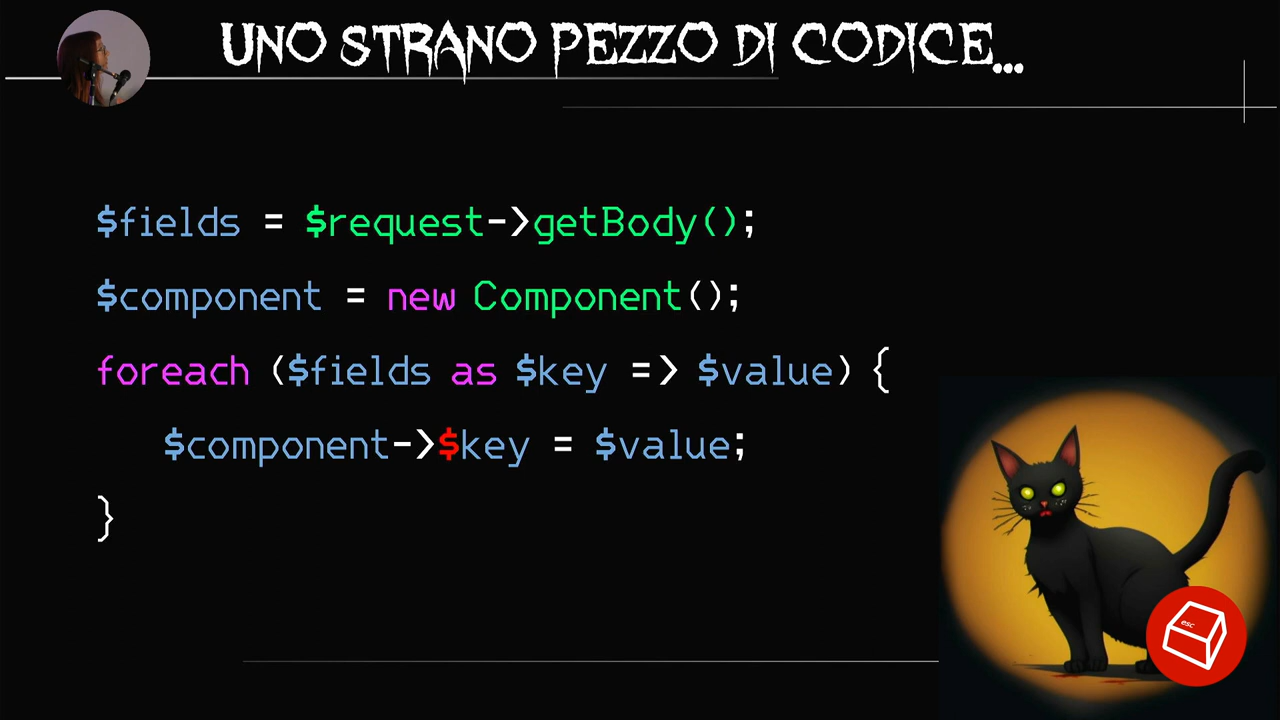 UNO STRANO PEZZO DI CODICE...
$fields = $request->getBody();
$component = new Component();
foreach ($fields as $key => $value) {
$component->$key = $value;
}
esc